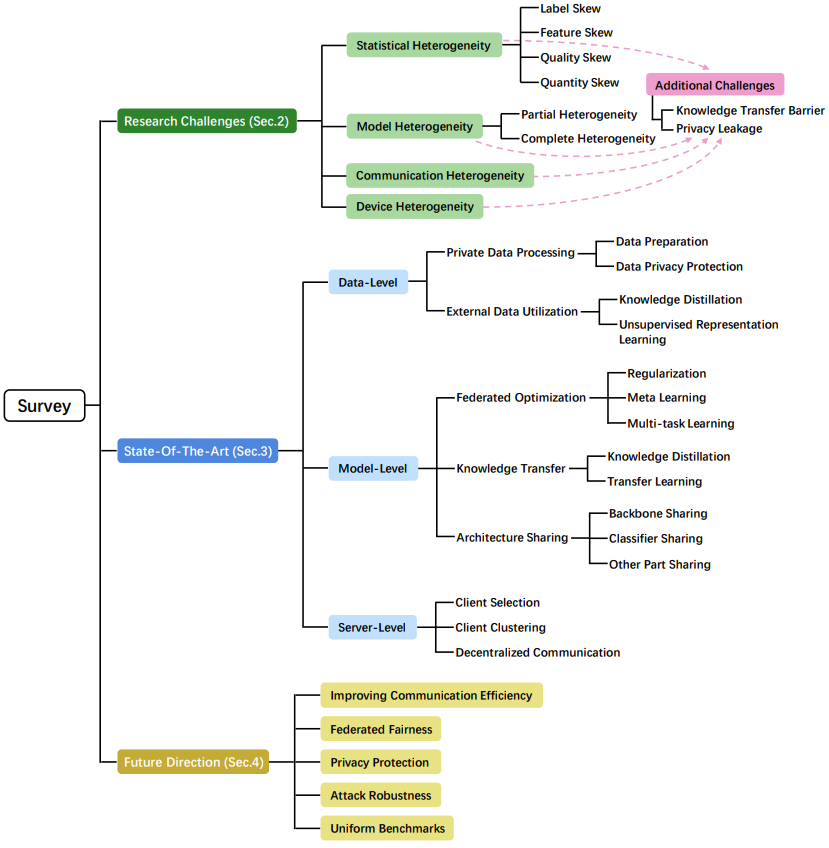 Survey
Research Challenges (Sec.2)
Statistical Heterogeneity
Label Skew
Feature Skew
Quality Skew
Quantity Skew
Model Heterogeneity
Partial Heterogeneity
Complete Heterogeneity
Communication Heterogeneity
Device Heterogeneity
Additional Challenges
Knowledge Transfer Barrier
Privacy Leakage
State-Of-The-Art (Sec.3)
Data-Level
Private Data Processing
Data Preparation
Data Privacy Protection
External Data Utilization
Knowledge Distillation
Unsupervised Representation
Learning
Model-Level
Federated Optimization
Regularization
Meta Learning
Multi-task Learning
Knowledge Transfer
Knowledge Distillation
Transfer Learning
Architecture Sharing
Backbone Sharing
Classifier Sharing
Other Part Sharing
Server-Level
Client Selection
Client Clustering
Decentralized Communication
Future Direction (Sec.4)
Improving Communication Efficiency
Federated Fairness
Privacy Protection
Attack Robustness
Uniform Benchmarks